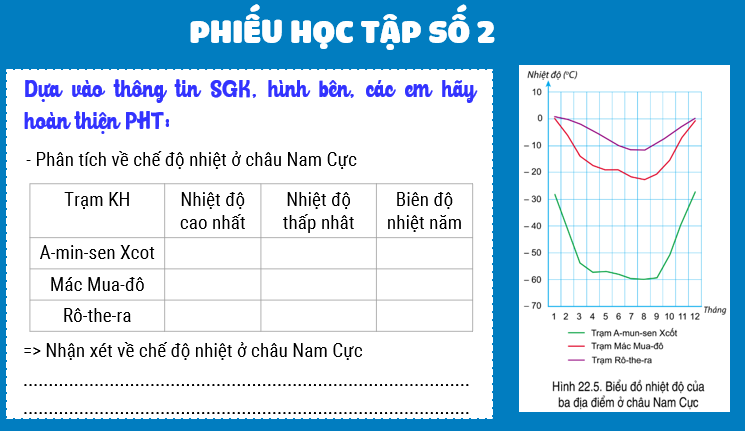 PHIẾU HỌC TẬP SỐ 2
Dựa vào thông tin SGK, hình bên, các em hãy
hoàn thiện PHT:
- Phân tích về chế độ nhiệt ở châu Nam Cực
Trạm KH Nhiệt độ cao nhất Nhiệt độ thấp nhât Biên độ nhiệt năm
A-min-sen Xcot
Mác Mua-đô
Rô-the-ra
=> Nhận xét về chế độ nhiệt ở châu Nam Cực
Nhiệt độ (°C)
10
0
– 10
– 20
– 30
– 40
– 50
– 60
– 70
1 2 3 4 5 6 7 8 9 10 11 12 Tháng
Trạm A-mun-sen Xcốt
Trạm Mác Mua-đô
Trạm Rô-the-ra
Hình 22.5. Biểu đồ nhiệt độ của
ba địa điểm ở châu Nam Cực